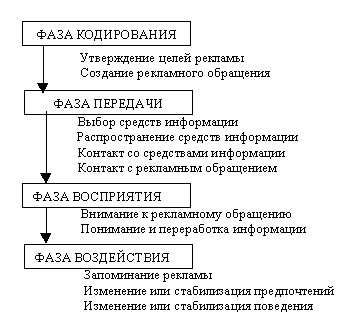 ФАЗА КОДИРОВАНИЯ
Утверждение целей рекламы
Создание рекламного обращения
ФАЗА ПЕРЕДАЧИ
Выбор средств информации
Распространение средств информации
Контакт со средствами информации
Контакт с рекламным обращением
ФАЗА ВОСПРИЯТИЯ
Внимание к рекламному обращению
Понимание и переработка информации
ФАЗА ВОЗДЕЙСТВИЯ
Запоминание рекламы
Изменение или стабилизация предпочтений
Изменение или стабилизация поведения